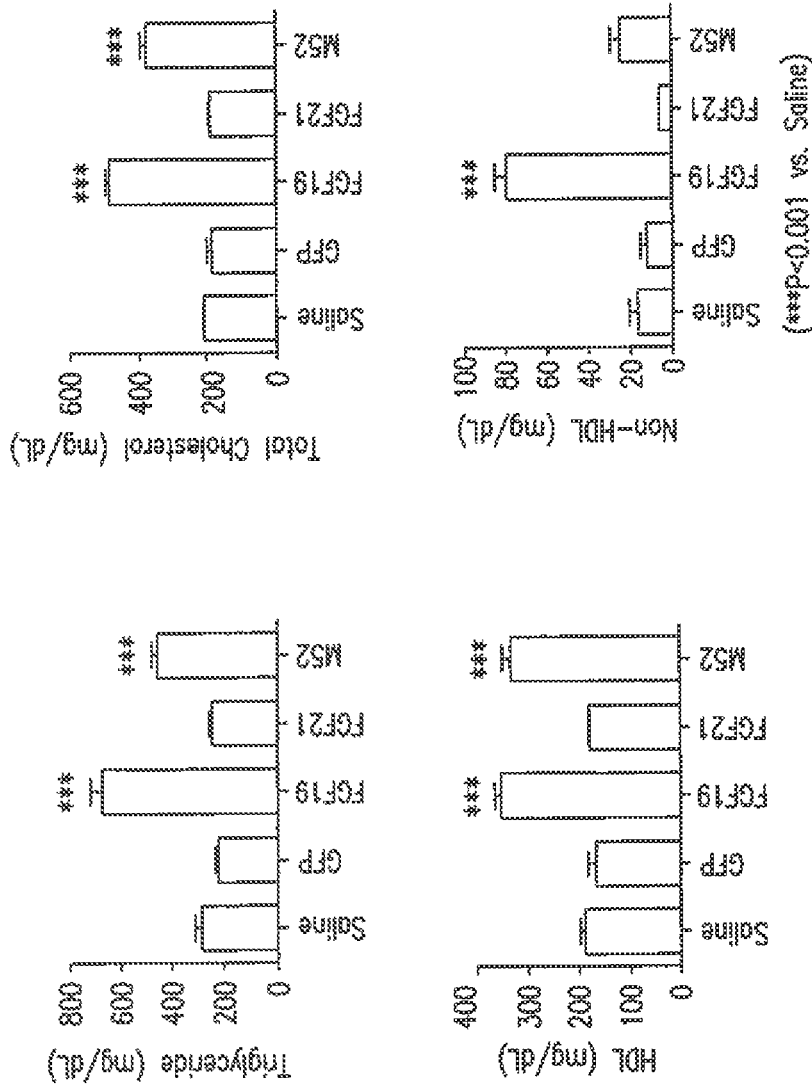 Triglyceride (mg/dL)
800
600
400
200
0
***
***
Saline
GFP
FGF19
FGF21
M52
Total Cholesterol (mg/dL)
600
400
200
0
***
***
Saline
GFP
FGF19
FGF21
M52
HDL (mg/dL)
400
300
200
100
0
***
***
Saline
GFP
FGF19
FGF21
M52
Non-HDL (mg/dL)
100
80
60
40
20
0
***
Saline
GFP
FGF19
FGF21
M52
(***P<0.001 vs. Saline)